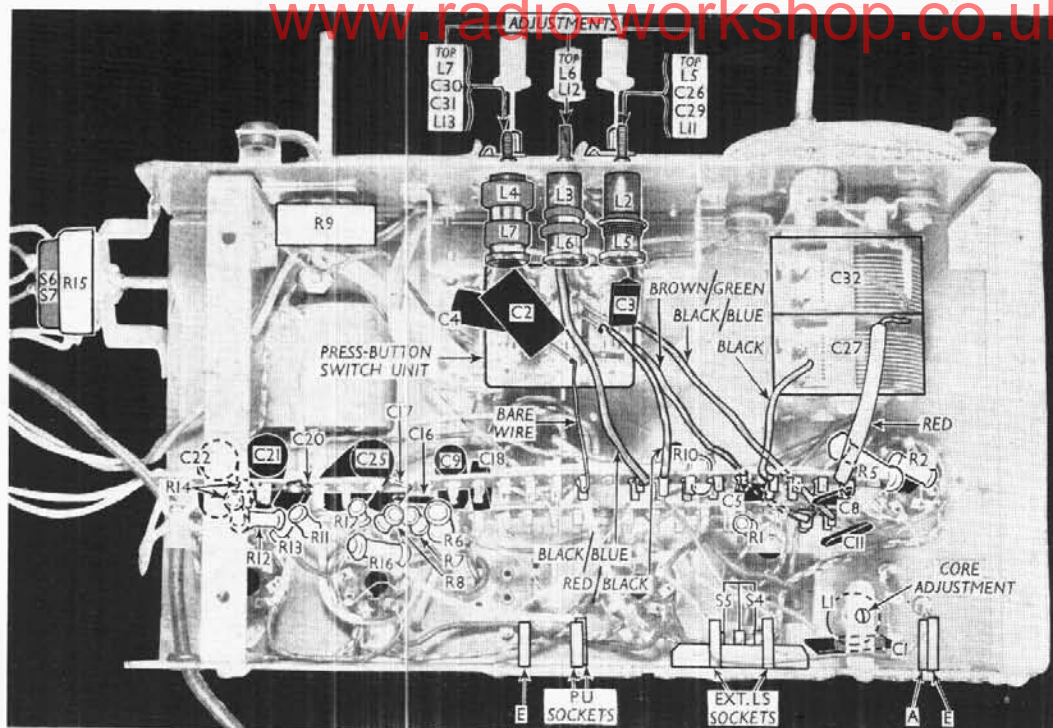 www.radio-workshop.co.uk
ADJUSTMENTS
TOP
L7
C30
C31
L13
TOP
L6
L12
TOP
L5
C26
C29
L11
L4
L3
L2
L7
L6
L5
R9
S6
S7
R15
C4
C2
C3
BROWN/GREEN
BLACK/BLUE
BLACK
C32
C27
PRESS-BUTTON
SWITCH UNIT
BARE
WIRE
RED
C17
C16
C20
C22
C21
C25
C9
C18
R10
R5
R2
R14
C5
C8
R12
R13
R11
R17
R16
R6
R7
R8
R1
C11
BLACK/BLUE
RED/BLACK
CORE
ADJUSTMENT
S5
S4
L1
C1
E
PU
SOCKETS
EXT. LS
SOCKETS
A
E